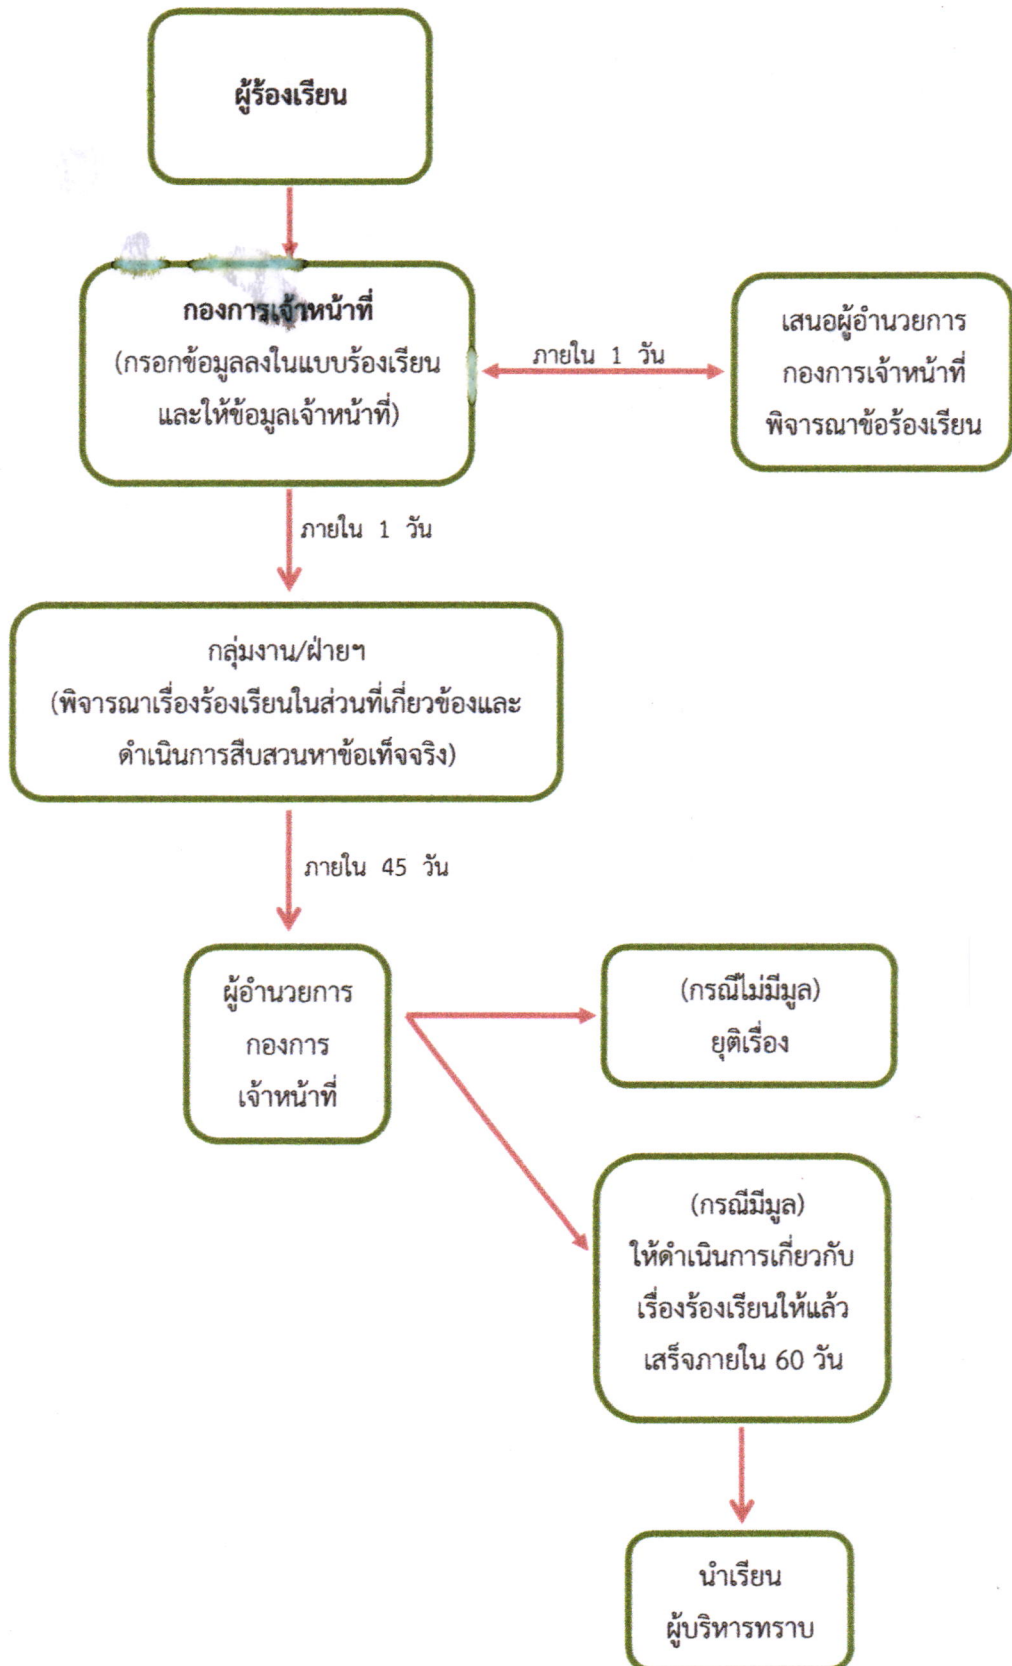 ผู้ร้องเรียน
กองการเจ้าหน้าที่
(กรอกข้อมูลลงในแบบร้องเรียน
และให้ข้อมูลเจ้าหน้าที่)
ภายใน 1 วัน
เสนอผู้อำนวยการ
กองการเจ้าหน้าที่
พิจารณาข้อร้องเรียน
ภายใน 1 วัน
กลุ่มงาน/ฝ่ายฯ
(พิจารณาเรื่องร้องเรียนในส่วนที่เกี่ยวข้องและ
ดำเนินการสืบสวนหาข้อเท็จจริง)
ภายใน 45 วัน
ผู้อำนวยการ
กองการ
เจ้าหน้าที่
(กรณีไม่มีมูล)
ยุติเรื่อง
(กรณีมีมูล)
ให้ดำเนินการเกี่ยวกับ
เรื่องร้องเรียนให้แล้ว
เสร็จภายใน 60 วัน
นำเรียน
ผู้บริหารทราบ